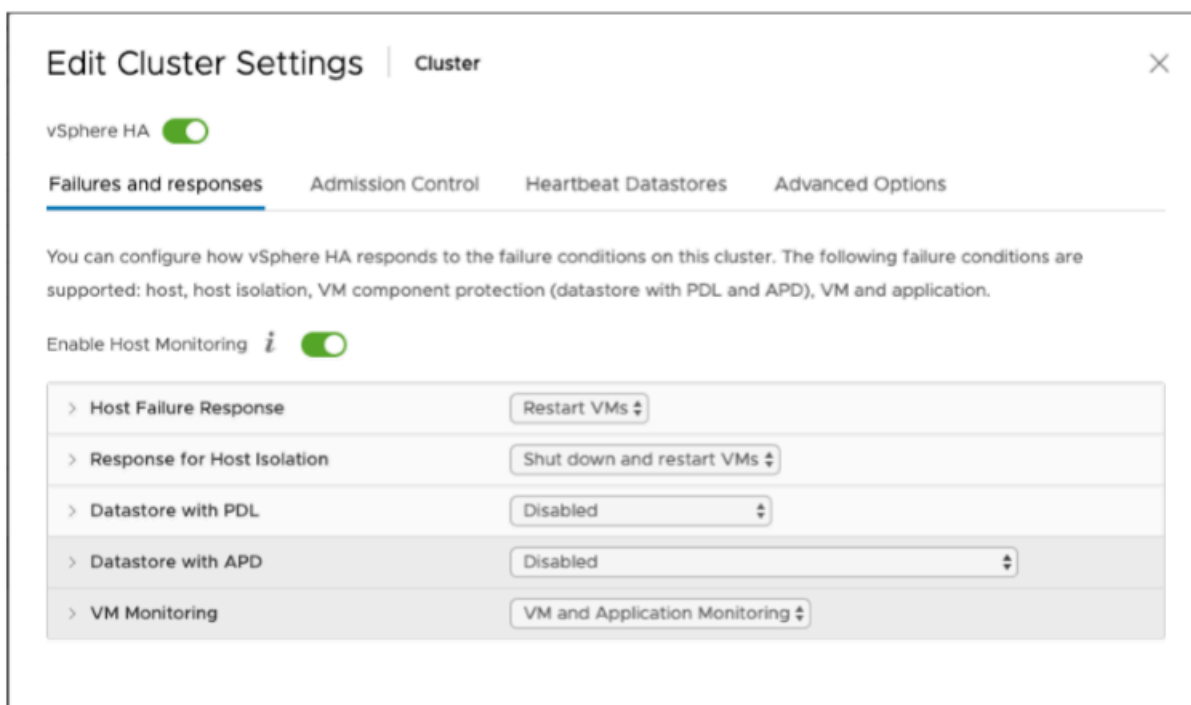 Edit Cluster Settings Cluster
vSphere HA
Failures and responses Admission Control Heartbeat Datastores Advanced Options
You can configure how vSphere HA responds to the failure conditions on this cluster. The following failure conditions are
supported: host, host isolation, VM component protection (datastore with PDL and APD), VM and application.
Enable Host Monitoring i
Host Failure Response Restart VMs
Response for Host Isolation Shut down and restart VMs
Datastore with PDL Disabled
Datastore with APD Disabled
VM Monitoring VM and Application Monitoring